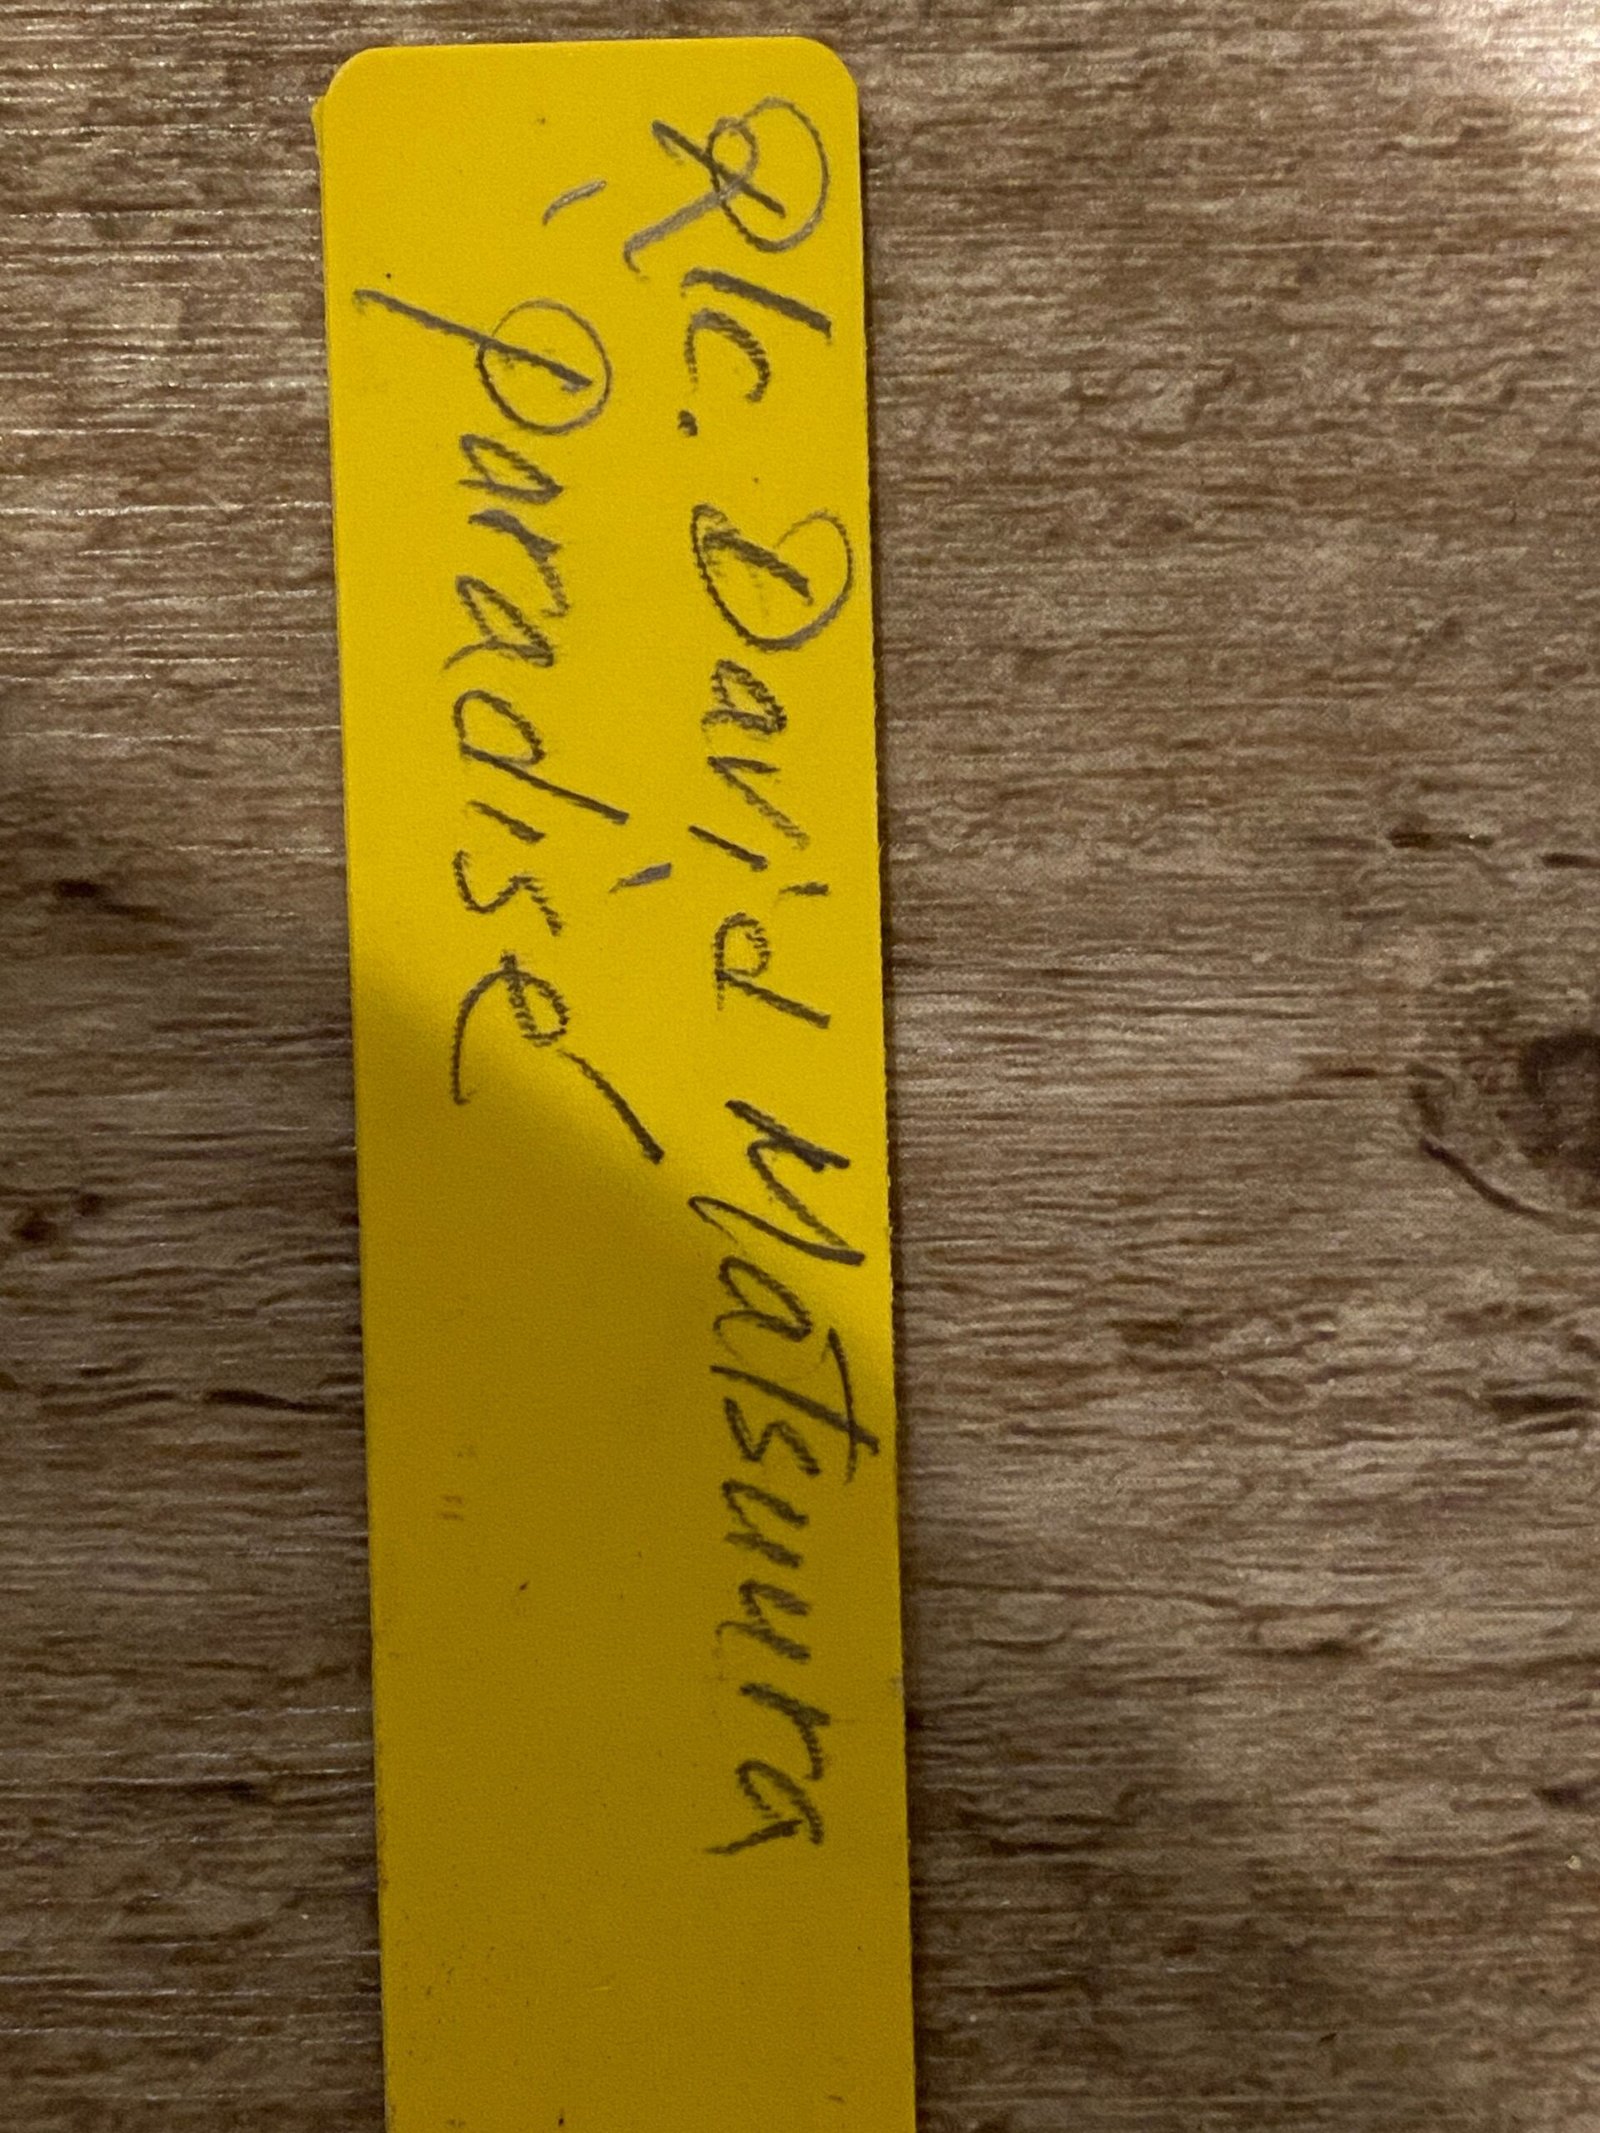 Rlc. David Matsuura
'Paradise'